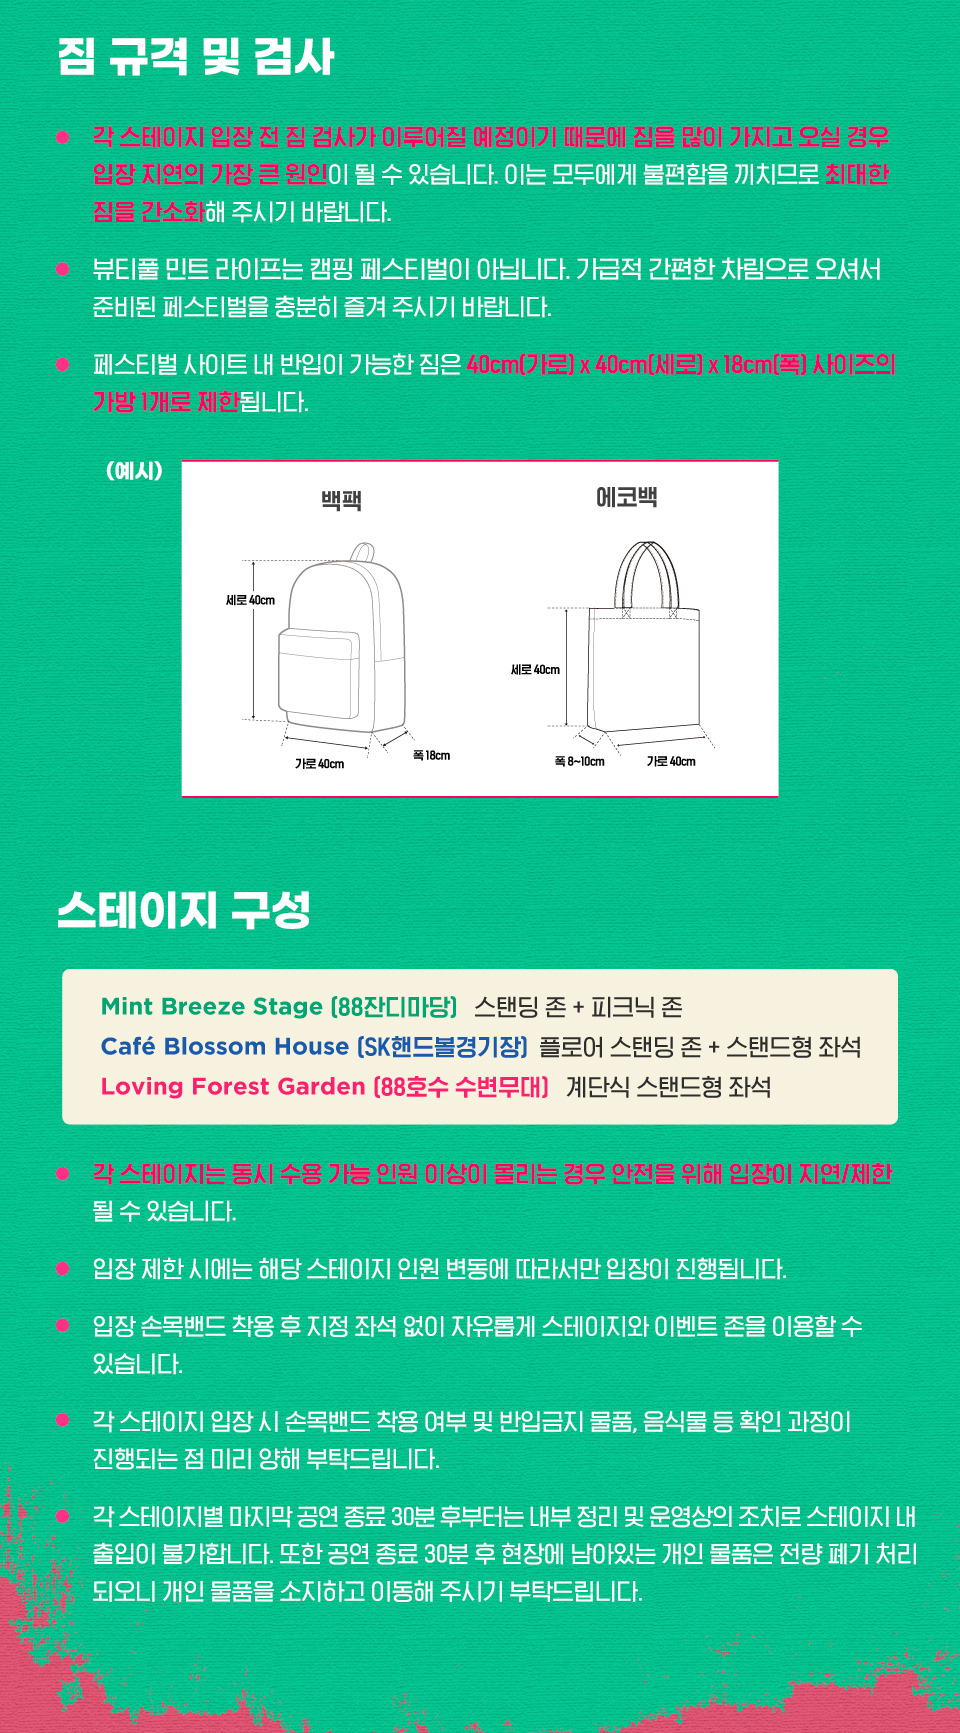 짐 규격 및 검사
각 스테이지 입장 전 짐 검사가 이루어질 예정이기 때문에 짐을 많이 가지고 오실 경우
입장 지연의 가장 큰 원인이 될 수 있습니다. 이는 모두에게 불편함을 끼치므로 최대한
짐을 간소화해 주시기 바랍니다.
뷰티풀 민트 라이프는 캠핑 페스티벌이 아닙니다. 가급적 간편한 차림으로 오셔서
준비된 페스티벌을 충분히 즐겨 주시기 바랍니다.
페스티벌 사이트 내 반입이 가능한 짐은 40cm(가로) x 40cm(세로) x 18cm(폭) 사이즈의
가방 1개로 제한됩니다.
(예시)
백팩
에코백
세로 40cm
가로 40cm
폭 18cm
세로 40cm
폭 8~10cm
가로 40cm
스테이지 구성
Mint Breeze Stage (88잔디마당) 스탠딩 존 + 피크닉 존
Café Blossom House (SK핸드볼경기장) 플로어 스탠딩 존 + 스탠드형 좌석
Loving Forest Garden (88호수 수변무대) 계단식 스탠드형 좌석
각 스테이지는 동시 수용 가능 인원 이상이 몰리는 경우 안전을 위해 입장이 지연/제한
될 수 있습니다.
입장 제한 시에는 해당 스테이지 인원 변동에 따라서만 입장이 진행됩니다.
입장 손목밴드 착용 후 지정 좌석 없이 자유롭게 스테이지와 이벤트 존을 이용할 수
있습니다.
각 스테이지 입장 시 손목밴드 착용 여부 및 반입금지 물품, 음식물 등 확인 과정이
진행되는 점 미리 양해 부탁드립니다.
각 스테이지별 마지막 공연 종료 30분 후부터는 내부 정리 및 운영상의 조치로 스테이지 내
출입이 불가합니다. 또한 공연 종료 30분 후 현장에 남아있는 개인 물품은 전량 폐기 처리
되오니 개인 물품을 소지하고 이동해 주시기 부탁드립니다.